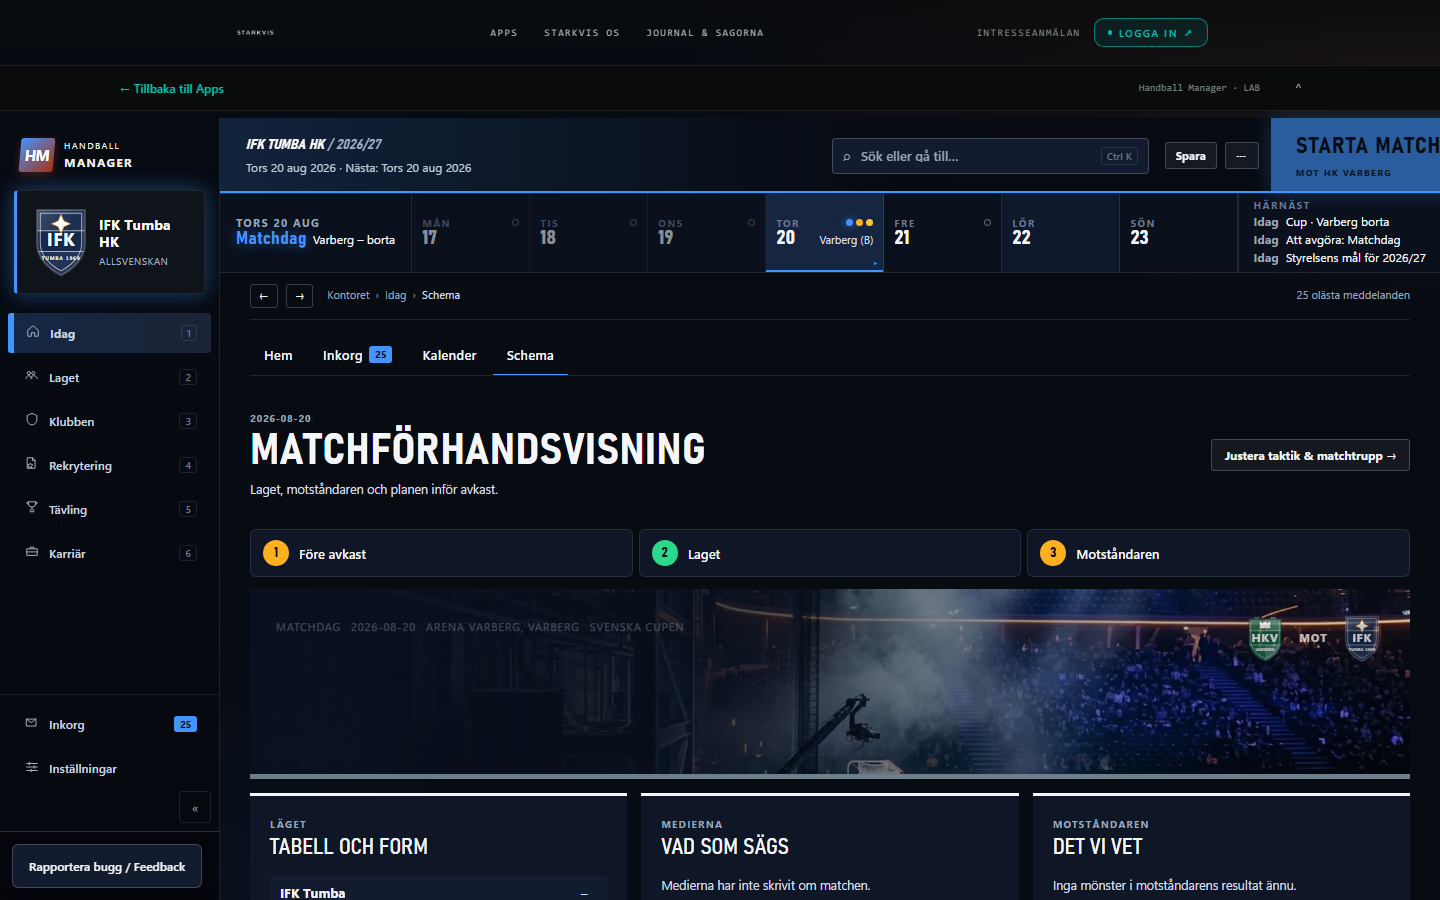 STARKVIS
APPS
STARKVIS OS
JOURNAL & SAGORNA
INTRESSEANMÄLAN
LOGGA IN ↗
← Tillbaka till Apps
Handball Manager · LAB
^
HM
HANDBALL
MANAGER
IFK
TUMBA 1969
IFK Tumba
HK
ALLSVENSKAN
Idag 1
Laget 2
Klubben 3
Rekrytering 4
Tävling 5
Karriär 6
Inkorg 25
Inställningar
«
Rapportera bugg / Feedback
IFK TUMBA HK / 2026/27
Tors 20 aug 2026 · Nästa: Tors 20 aug 2026
Sök eller gå till...
Ctrl K
Spara
---
STARTA MATCH
MOT HK VARBERG
TORS 20 AUG
Matchdag Varberg – borta
MÅN
17
TIS
18
ONS
19
TOR
20 Varberg (B)
FRE
21
LÖR
22
SÖN
23
HÄRNÄST
Idag Cup · Varberg borta
Idag Att avgöra: Matchdag
Idag Styrelsens mål för 2026/27
← →
Kontoret › Idag › Schema
25 olästa meddelanden
Hem
Inkorg 25
Kalender
Schema
2026-08-20
MATCHFÖRHANDSVISNING
Laget, motståndaren och planen inför avkast.
Justera taktik & matchtrupp →
1 Före avkast
2 Laget
3 Motståndaren
MATCHDAG 2026-08-20 ARENA VARBERG, VARBERG SVENSKA CUPEN
HKV
VARBERG
MOT
IFK
TUMBA 1969
LÄGET
TABELL OCH FORM
IFK Tumba –
MEDIERNA
VAD SOM SÄGS
Medierna har inte skrivit om matchen.
MOTSTÅNDAREN
DET VI VET
Inga mönster i motståndarens resultat ännu.